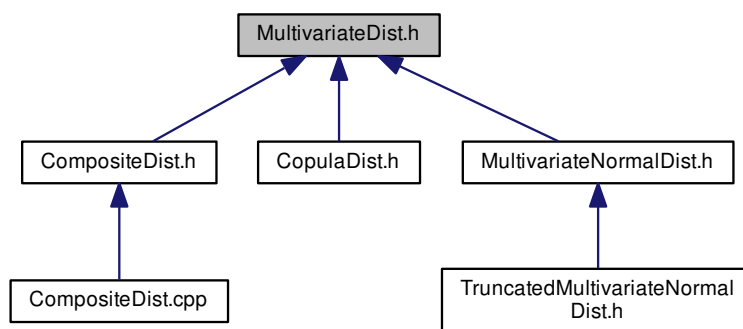 MultivariateDist.h
CompositeDist.h
CopulaDist.h
MultivariateNormalDist.h
CompositeDist.cpp
TruncatedMultivariateNormal
Dist.h